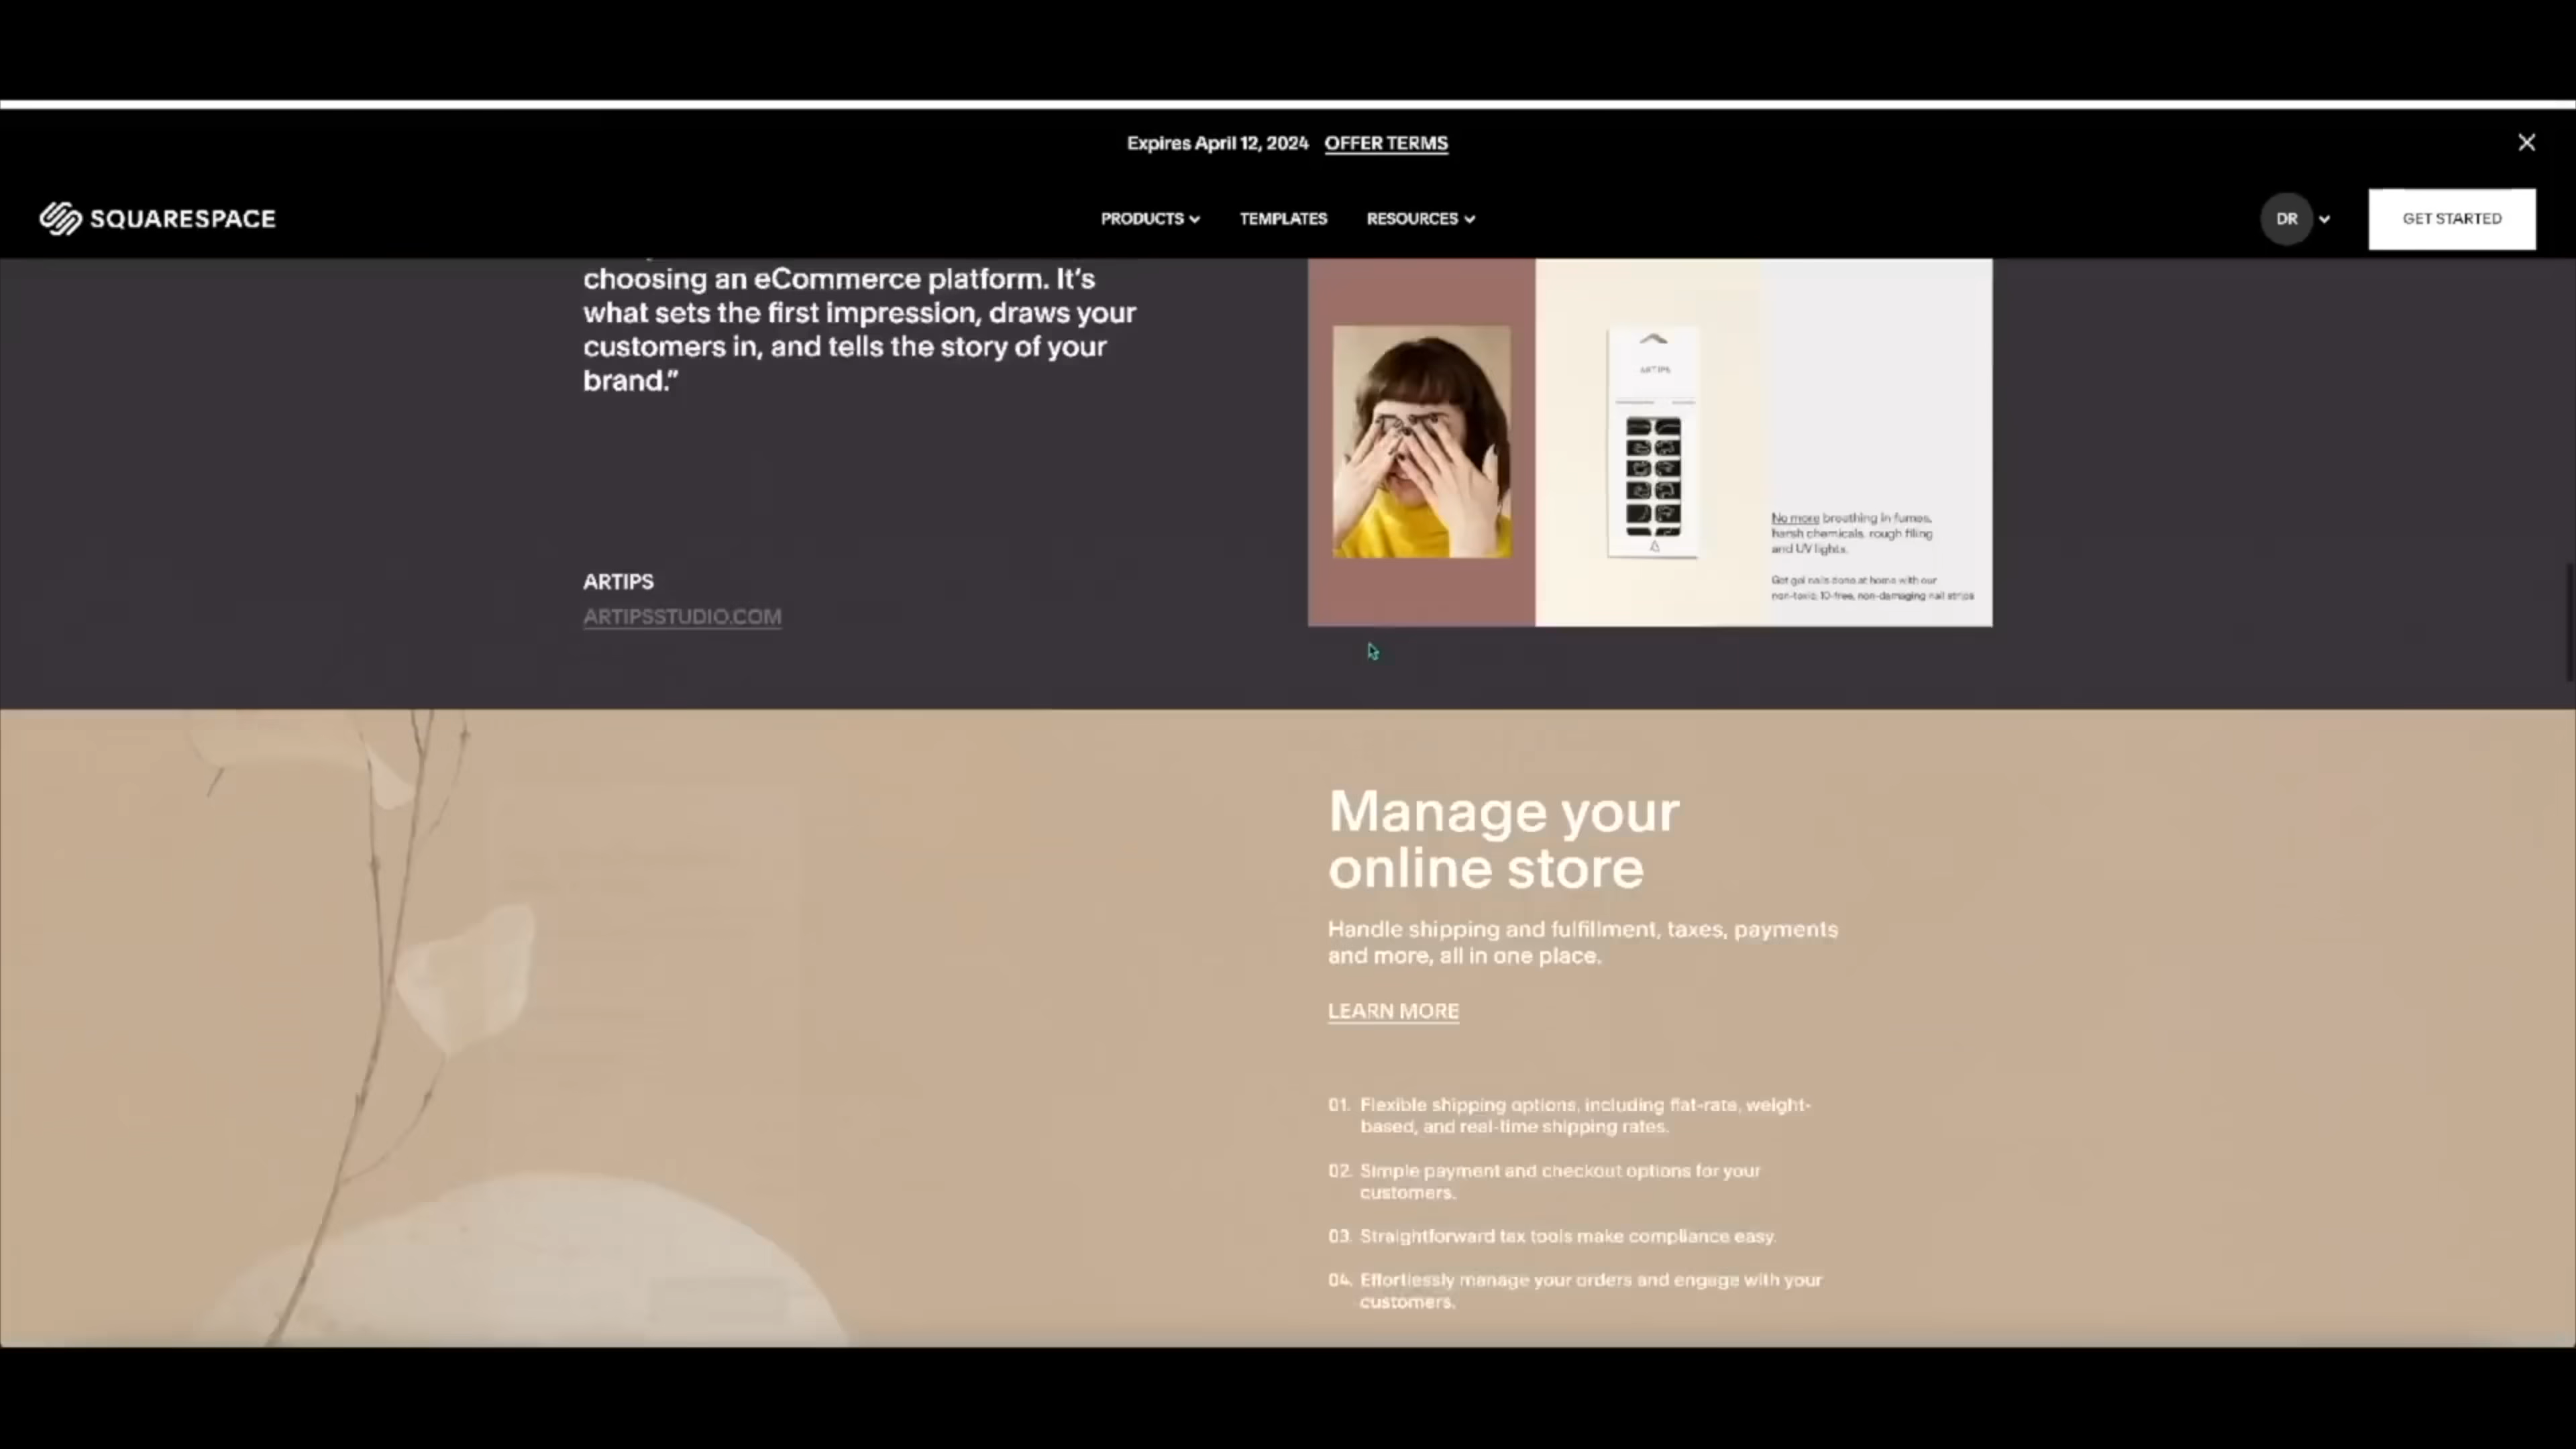 Expires April 12, 2024 OFFER TERMS
SQUARESPACE
PRODUCTS
TEMPLATES
RESOURCES
DR
GET STARTED
choosing an eCommerce platform. It's
what sets the first impression, draws your
customers in, and tells the story of your
brand.”
ARTIPS
ARTIPSSTUDIO.COM
ARTIPS
No more breathing in fumes,
harsh chemicals, rough filing
and UV lights.
Get gel nails done at home with our
non-toxic, 10-free, non-damaging nail strips
Manage your
online store
Handle shipping and fulfillment, taxes, payments
and more, all in one place.
LEARN MORE
01. Flexible shipping options, including flat-rate, weight-
based, and real-time shipping rates.
02. Simple payment and checkout options for your
customers.
03. Straightforward tax tools make compliance easy.
04. Effortlessly manage your orders and engage with your
customers.